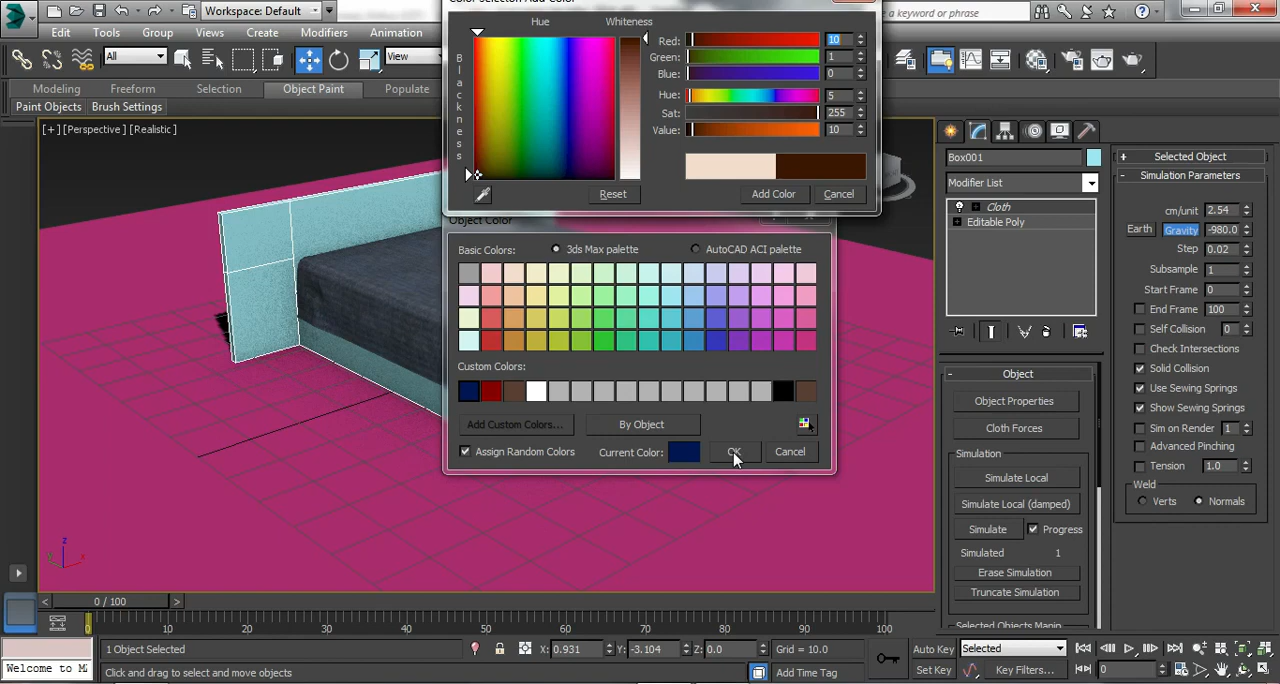 Workspace: Default
e a keyword or phrase
Edit Tools Group Views Create Modifiers Animation
All View
Modeling Freeform Selection Object Paint Populate
Paint Objects Brush Settings
[+] [Perspective] [Realistic]
Color Selector: Add Color
Hue Whiteness
Blackness
Red: 10
Green: 1
Blue: 0
Hue: 5
Sat: 255
Value: 10
Reset Add Color Cancel
Object Color
Basic Colors: 3ds Max palette AutoCAD ACI palette
Custom Colors:
Add Custom Colors... By Object
Assign Random Colors Current Color: OK Cancel
Box001
Modifier List
Cloth
Editable Poly
Object
Object Properties
Cloth Forces
Simulation
Simulate Local
Simulate Local (damped)
Simulate Progress
Simulated 1
Erase Simulation
Truncate Simulation
Selected Objects Manip
Selected Object
Simulation Parameters
cm/unit 2.54
Earth Gravity -980.0
Step 0.02
Subsample 1
Start Frame 0
End Frame 100
Self Collision 0
Check Intersections
Solid Collision
Use Sewing Springs
Show Sewing Springs
Sim on Render 1
Advanced Pinching
Tension 1.0
Weld
Verts Normals
z
y x
0 / 100
0 10 20 30 40 50 60 70 80 90 100
1 Object Selected X: 0.931 Y: -3.104 Z: 0.0 Grid = 10.0 Auto Key Selected
Welcome to M Click and drag to select and move objects Add Time Tag Set Key Key Filters... 0